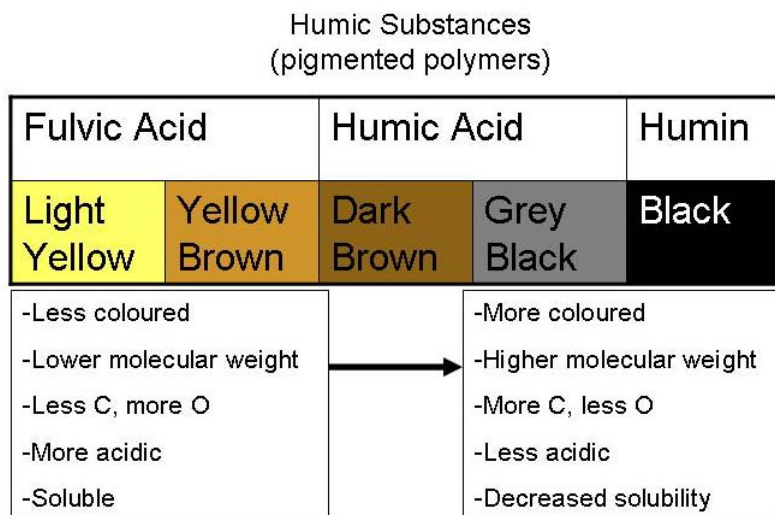 Humic Substances
(pigmented polymers)
Fulvic Acid
Humic Acid
Humin
Light
Yellow
Yellow
Brown
Dark
Brown
Grey
Black
Black
-Less coloured
-Lower molecular weight
-Less C, more O
-More acidic
-Soluble
-More coloured
-Higher molecular weight
-More C, less O
-Less acidic
-Decreased solubility